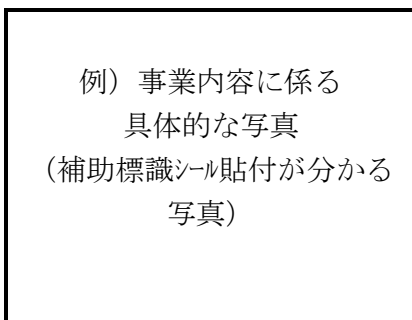 例）事業内容に係る
具体的な写真
（補助標識ｼｰﾙ貼付が分かる
写真）